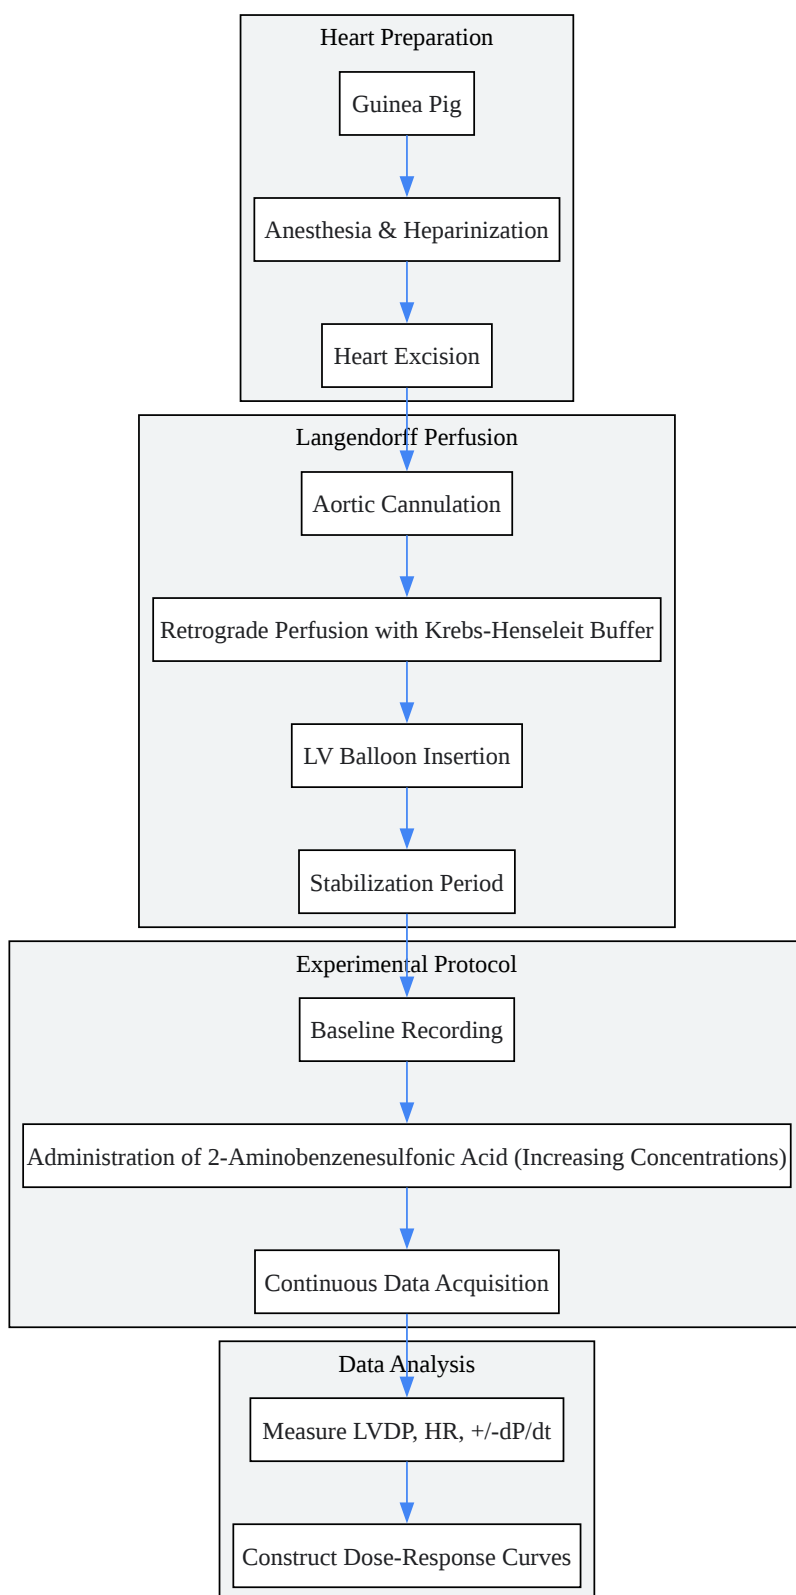 Heart Preparation
Guinea Pig
Anesthesia & Heparinization
Heart Excision
Langendorff Perfusion
Aortic Cannulation
Retrograde Perfusion with Krebs-Henseleit Buffer
LV Balloon Insertion
Stabilization Period
Experimental Protocol
Baseline Recording
Administration of 2-Aminobenzenesulfonic Acid (Increasing Concentrations)
Continuous Data Acquisition
Data Analysis
Measure LVDP, HR, +/-dP/dt
Construct Dose-Response Curves